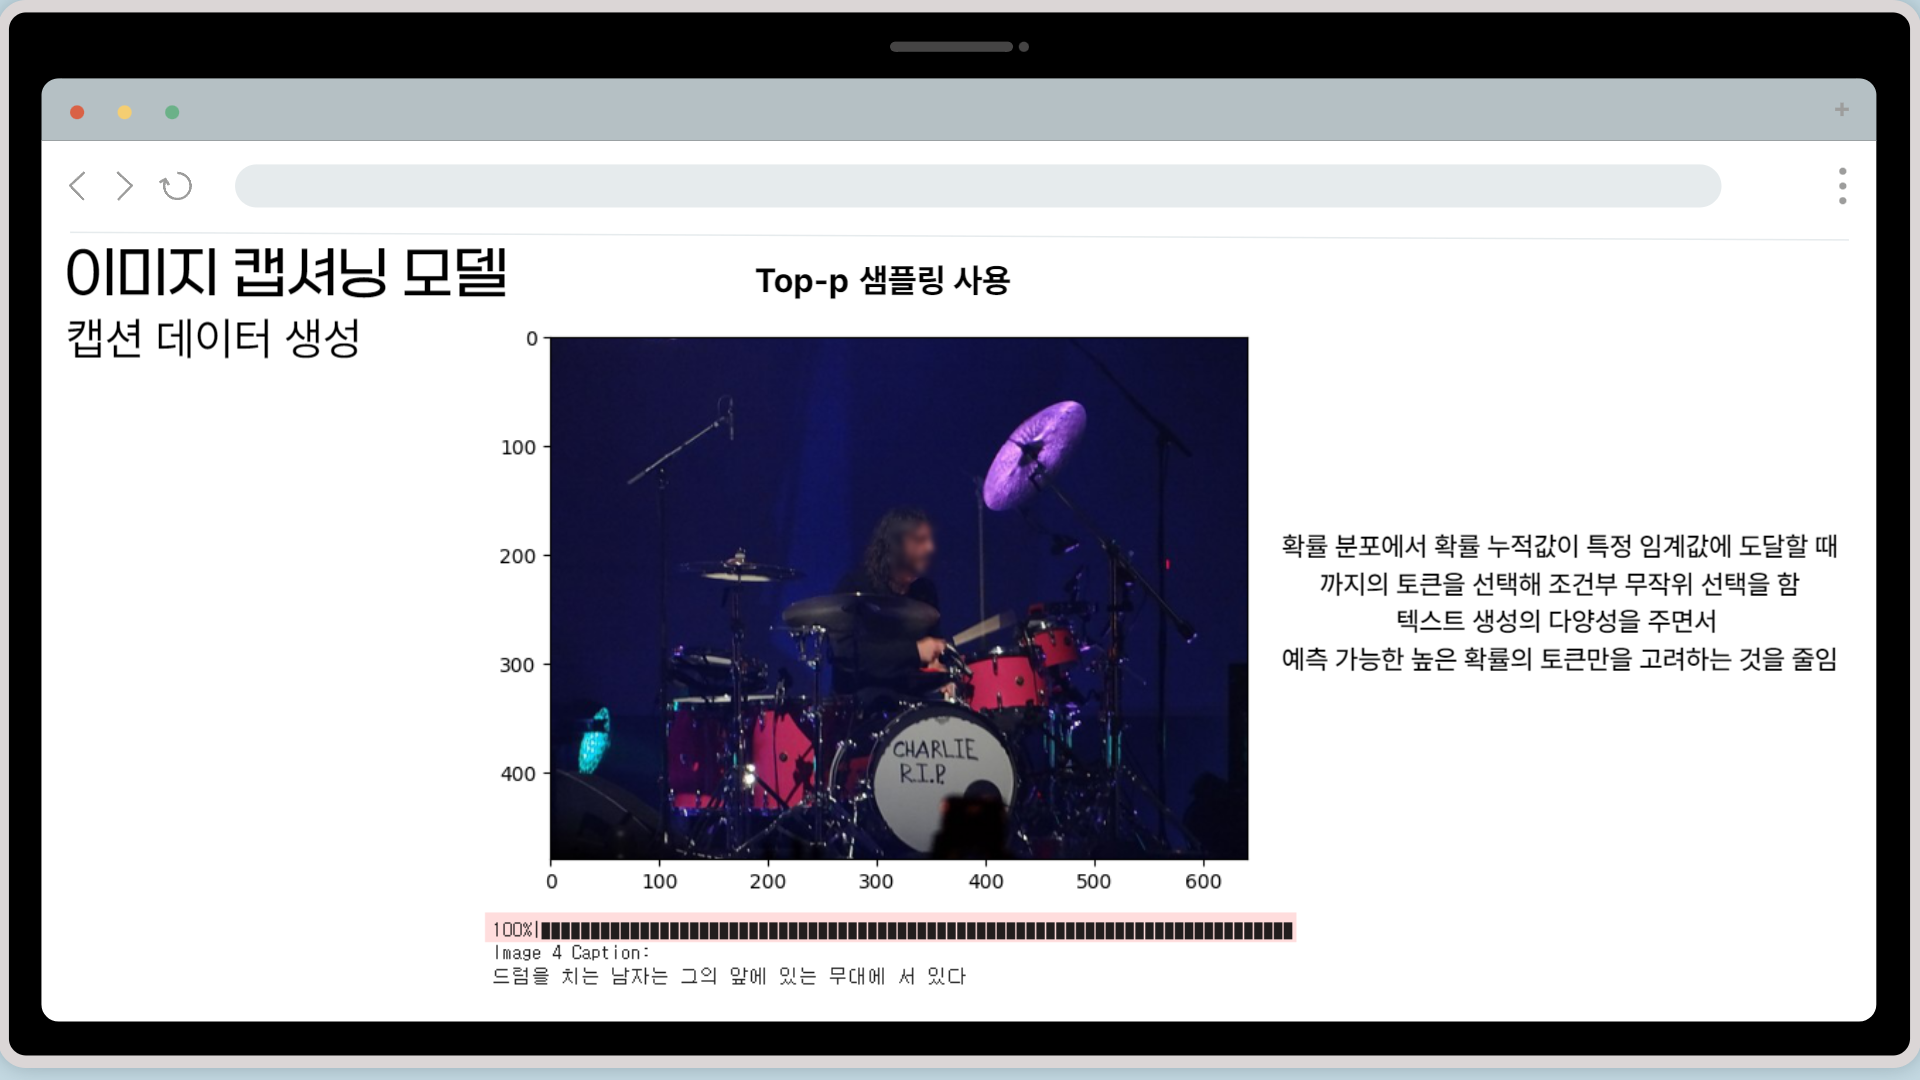 이미지 캡셔닝 모델
캡션 데이터 생성
Top-p 샘플링 사용
0
100
200
300
400
CHARLIE
R.I.P.
0 100 200 300 400 500 600
확률 분포에서 확률 누적값이 특정 임계값에 도달할 때
까지의 토큰을 선택해 조건부 무작위 선택을 함
텍스트 생성의 다양성을 주면서
예측 가능한 높은 확률의 토큰만을 고려하는 것을 줄임
100%|
Image 4 Caption:
드럼을 치는 남자는 그의 앞에 있는 무대에 서 있다